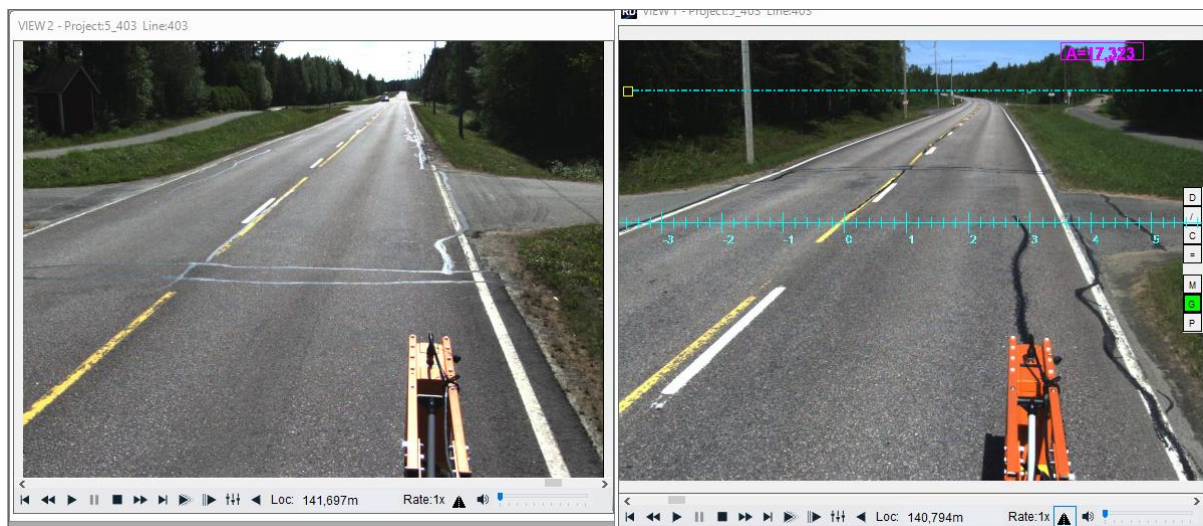 VIEW 2 - Project:5_403 Line:403
Loc: 141,697m
Rate:1x
RD VIEW 1 - Project:5_403 Line:403
A=17,323
-3 -2 -1 0 1 2 3 4 5
D
/
C
=
M
G
P
Loc: 140,794m
Rate:1x